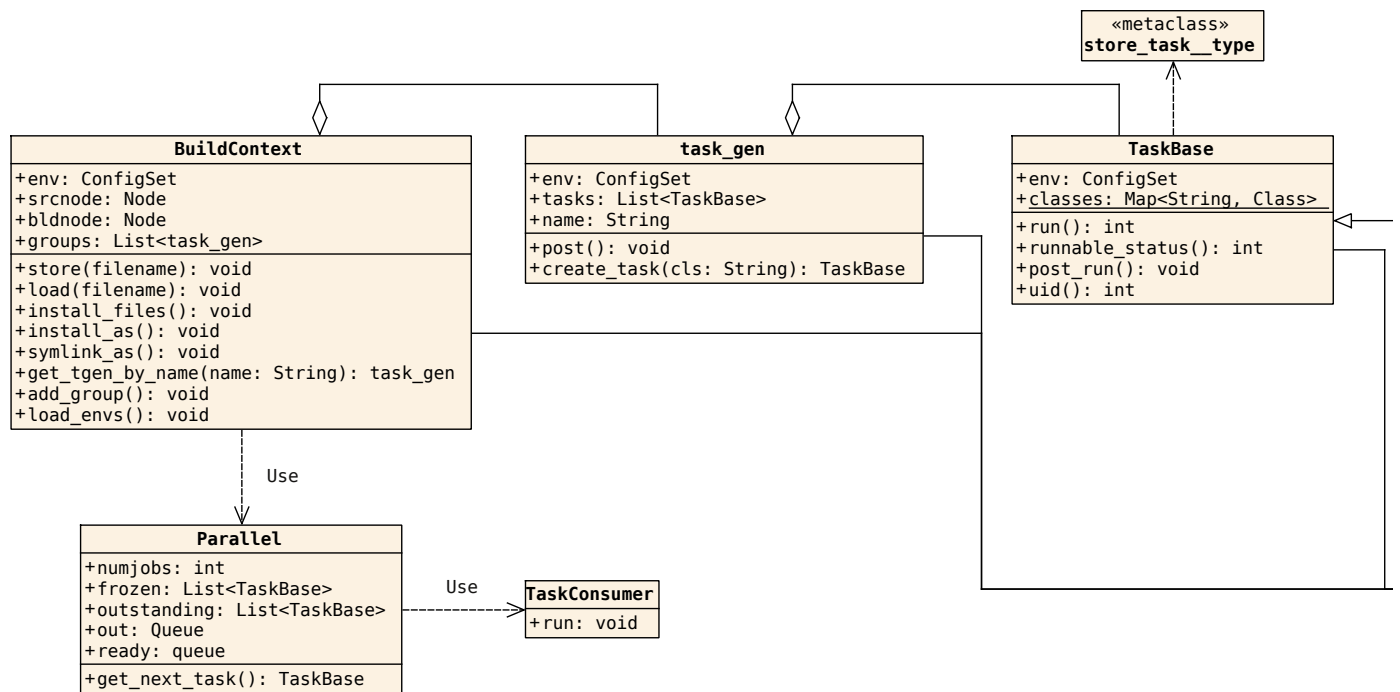 «metaclass»
store_task__type
BuildContext
+env: ConfigSet
+srcnode: Node
+bldnode: Node
+groups: List<task_gen>
+store(filename): void
+load(filename): void
+install_files(): void
+install_as(): void
+symlink_as(): void
+get_tgen_by_name(name: String): task_gen
+add_group(): void
+load_envs(): void
task_gen
+env: ConfigSet
+tasks: List<TaskBase>
+name: String
+post(): void
+create_task(cls: String): TaskBase
TaskBase
+env: ConfigSet
+classes: Map<String, Class>
+run(): int
+runnable_status(): int
+post_run(): void
+uid(): int
Use
Parallel
+numjobs: int
+frozen: List<TaskBase>
+outstanding: List<TaskBase>
+out: Queue
+ready: queue
+get_next_task(): TaskBase
Use
TaskConsumer
+run: void